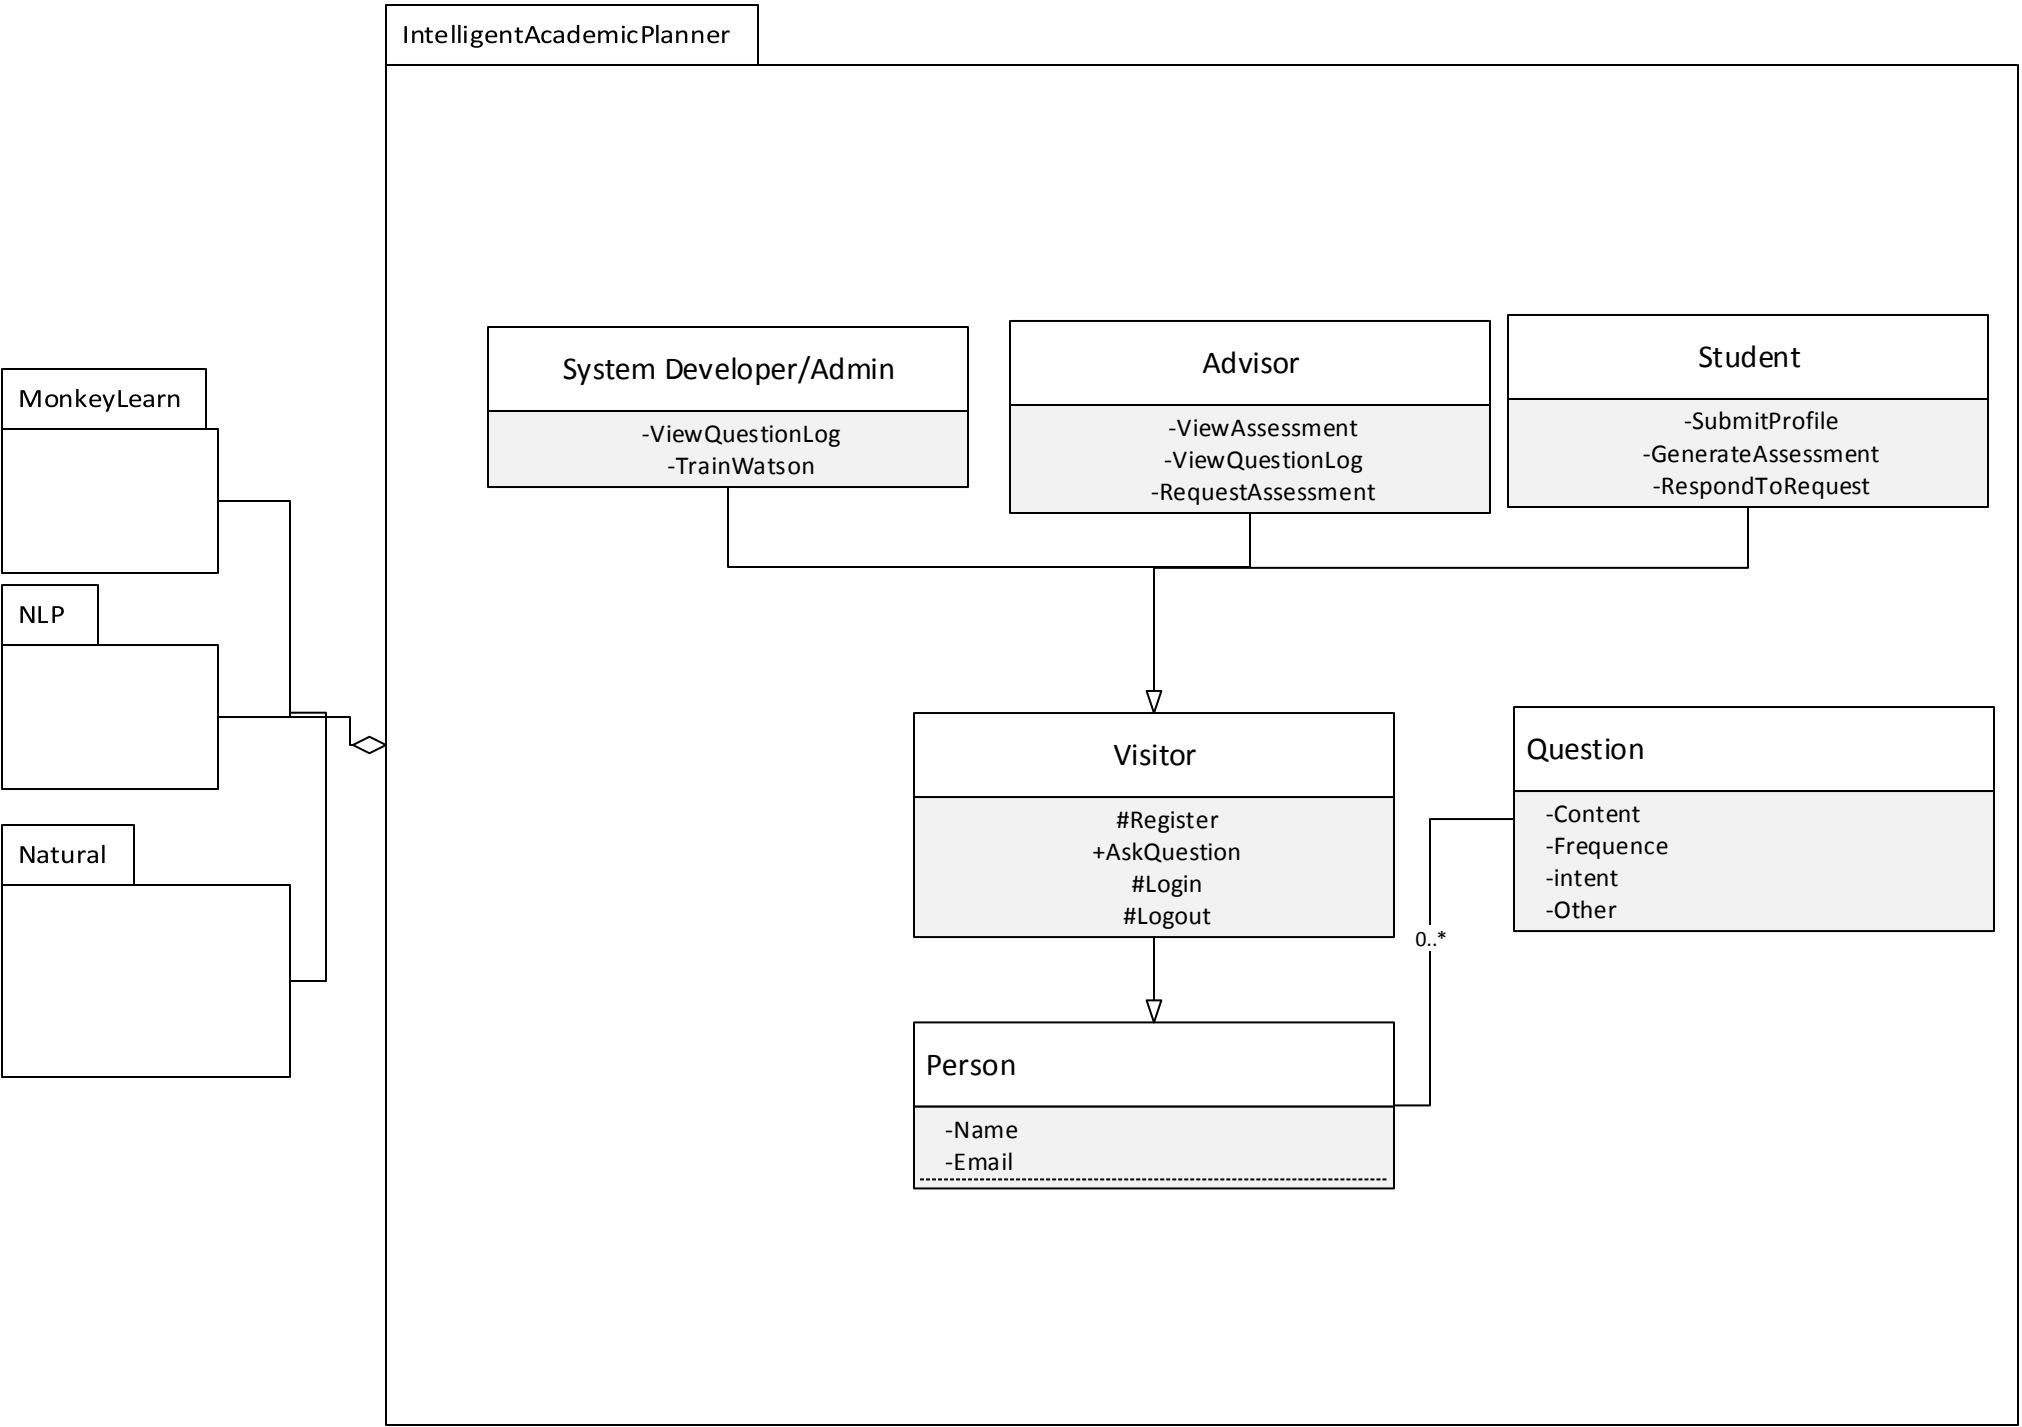 IntelligentAcademicPlanner
System Developer/Admin
-ViewQuestionLog
-TrainWatson
Advisor
-ViewAssessment
-ViewQuestionLog
-RequestAssessment
Student
-SubmitProfile
-GenerateAssessment
-RespondToRequest
MonkeyLearn
NLP
Natural
Visitor
#Register
+AskQuestion
#Login
#Logout
Question
-Content
-Frequence
-intent
-Other
0..*
Person
-Name
-Email